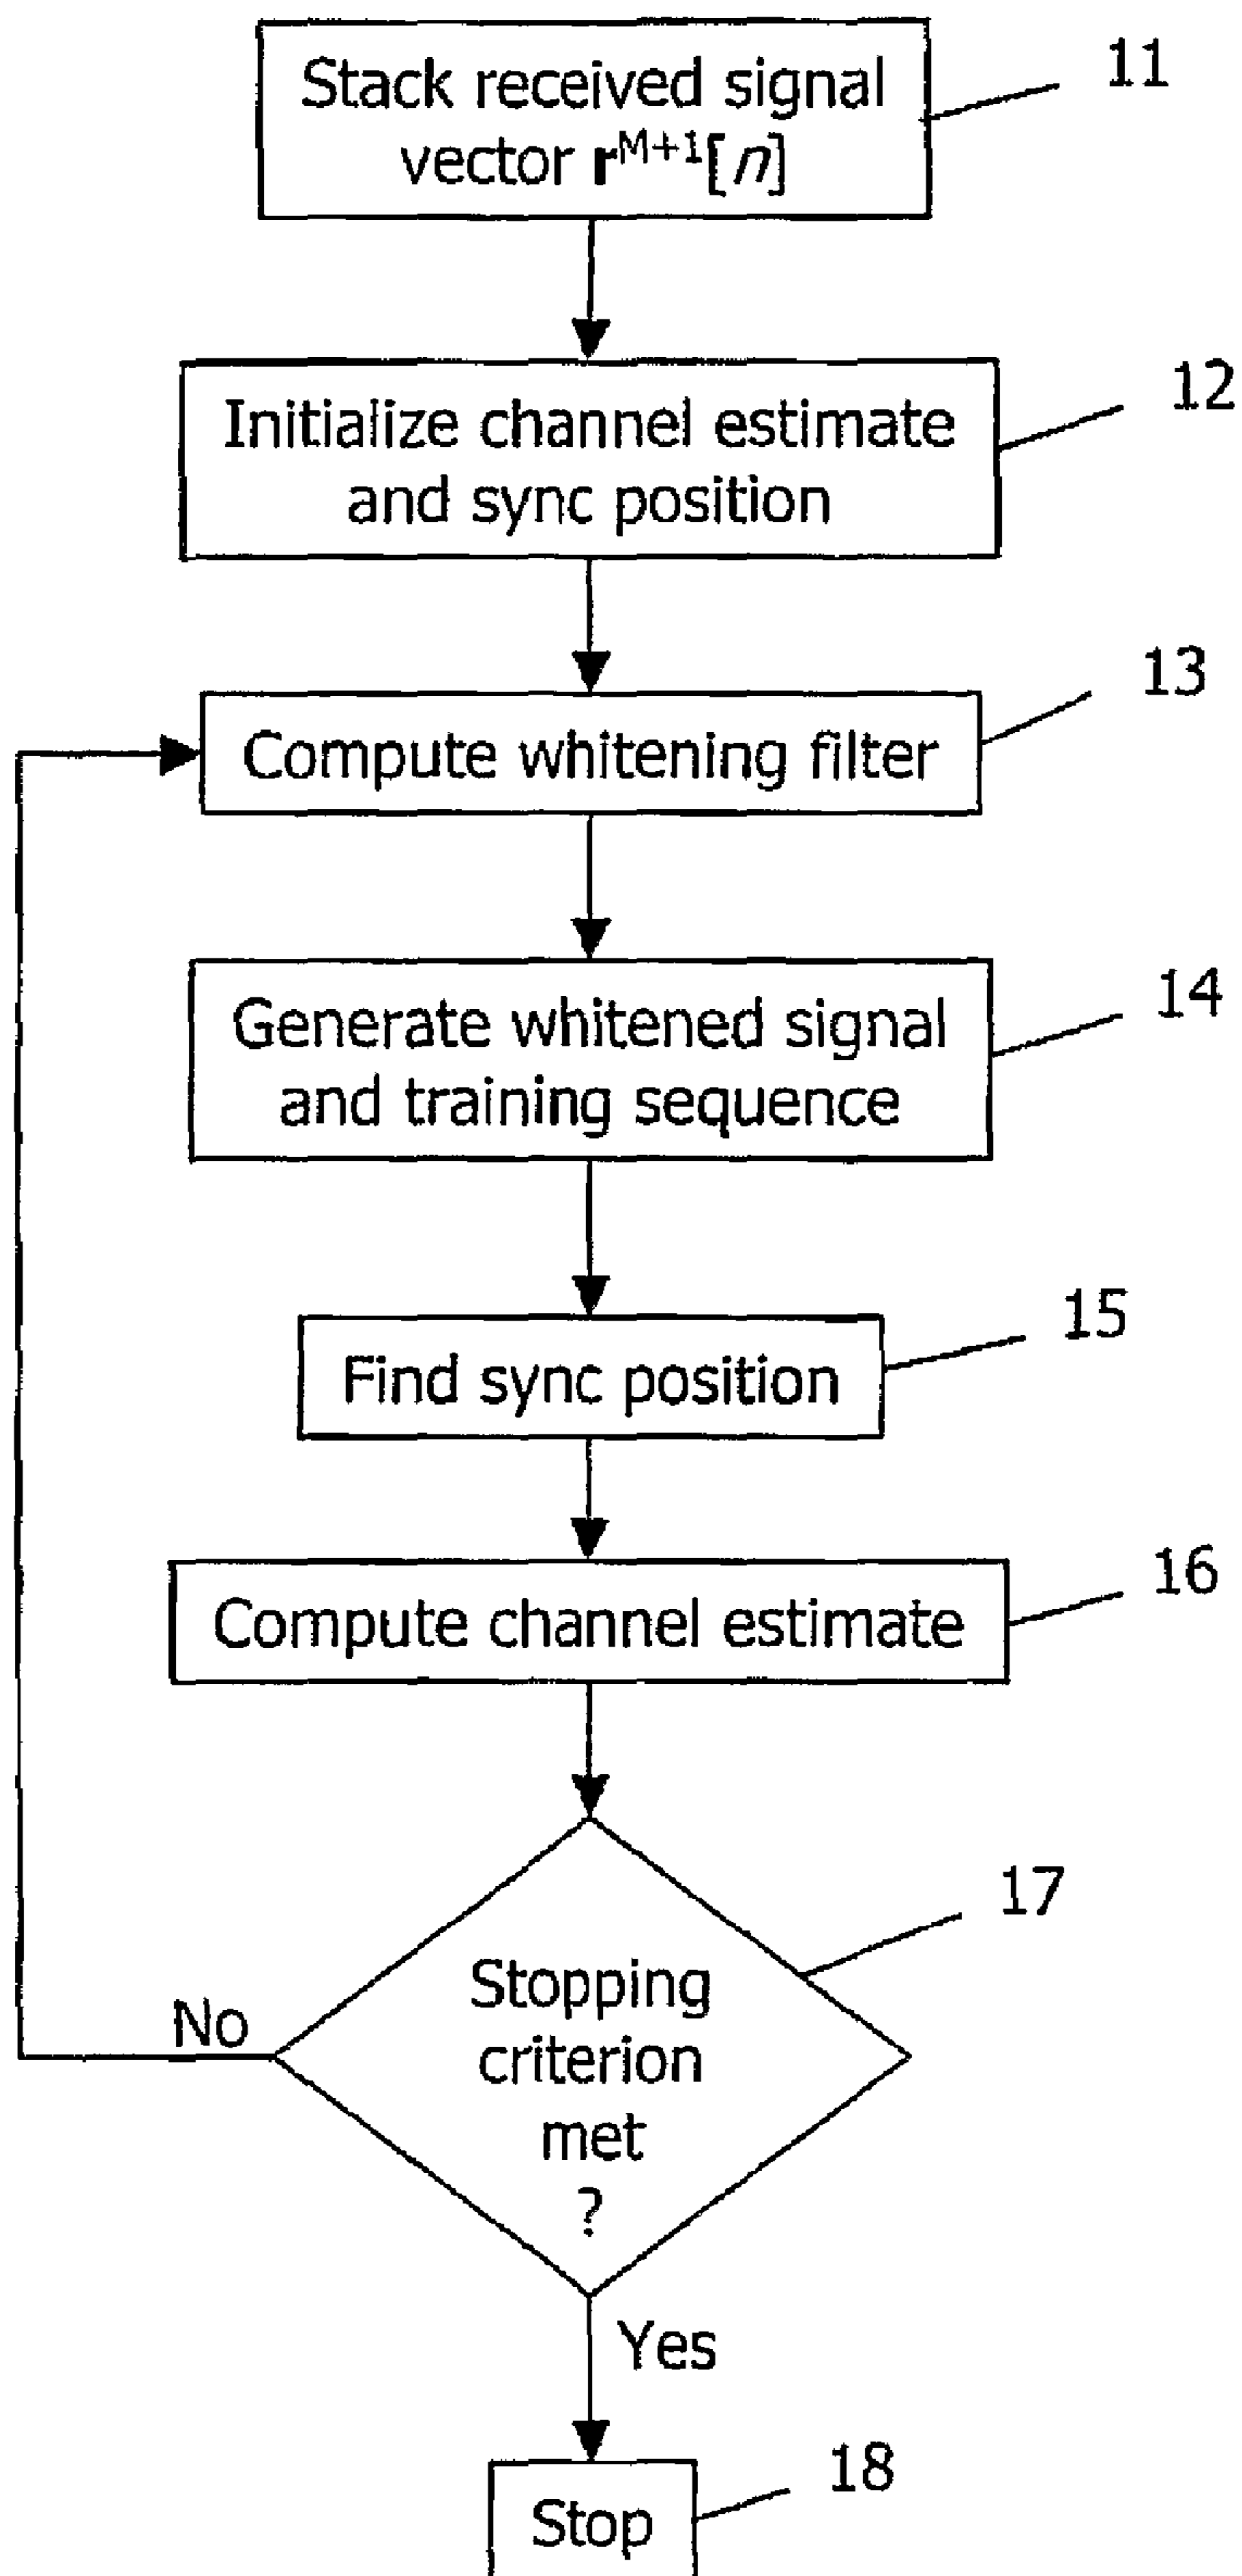 Stack received signal
vector r^{M+1}[n]
11
Initialize channel estimate
and sync position
12
Compute whitening filter
13
Generate whitened signal
and training sequence
14
Find sync position
15
Compute channel estimate
16
Stopping
criterion
met
?
17
No
Yes
Stop
18